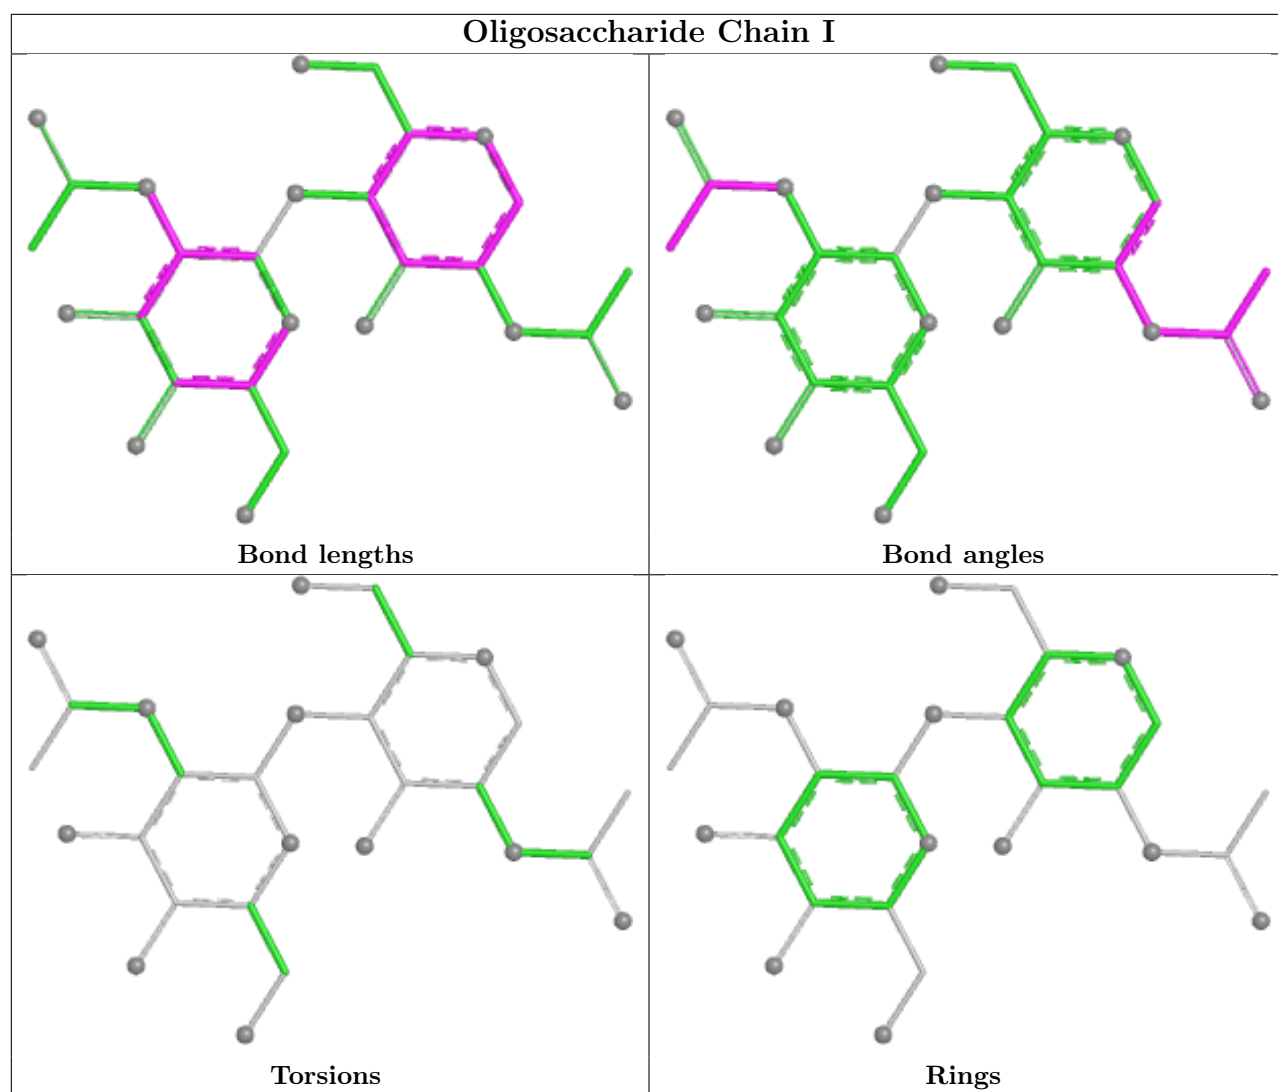 Oligosaccharide Chain I
Bond lengths
Bond angles
Torsions
Rings